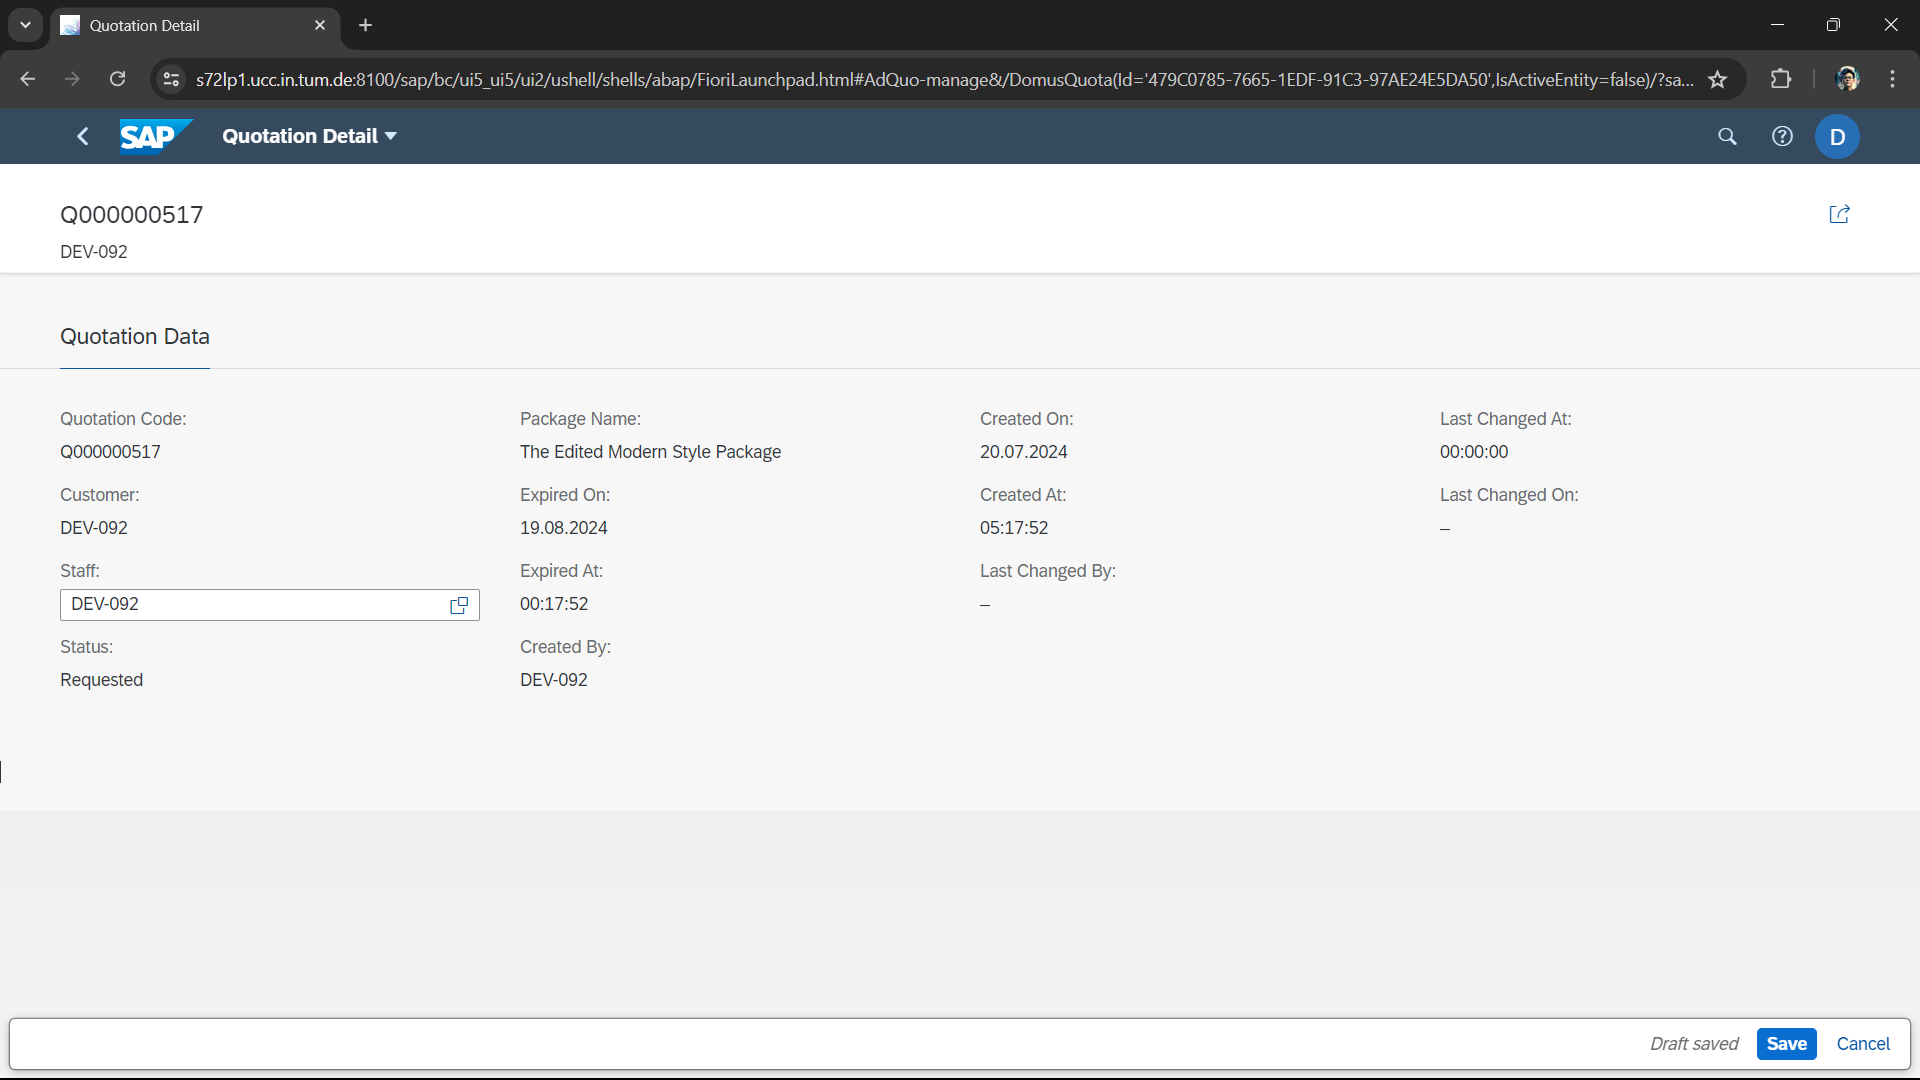 Quotation Detail
s72lp1.ucc.in.tum.de:8100/sap/bc/ui5_ui5/ui2/ushell/shells/abap/FioriLaunchpad.html#AdQuo-manage&/DomusQuota(Id='479C0785-7665-1EDF-91C3-97AE24E5DA50',IsActiveEntity=false)/?sa...
SAP Quotation Detail D
Q000000517
DEV-092
Quotation Data
Quotation Code:
Q000000517
Customer:
DEV-092
Staff:
DEV-092
Status:
Requested
Package Name:
The Edited Modern Style Package
Expired On:
19.08.2024
Expired At:
00:17:52
Created By:
DEV-092
Created On:
20.07.2024
Created At:
05:17:52
Last Changed By:
–
Last Changed At:
00:00:00
Last Changed On:
–
Draft saved Save Cancel